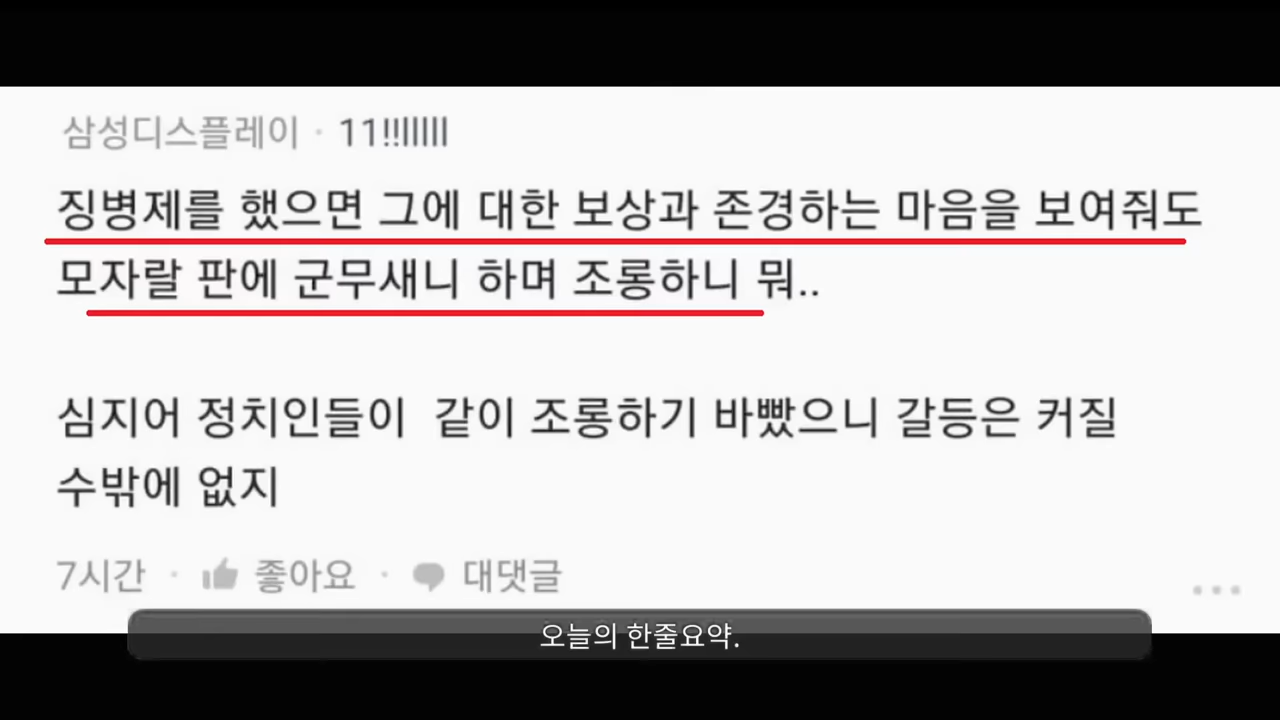 삼성디스플레이 · 11!!lllll
징병제를 했으면 그에 대한 보상과 존경하는 마음을 보여줘도
모자랄 판에 군무새니 하며 조롱하니 뭐..
심지어 정치인들이 같이 조롱하기 바빴으니 갈등은 커질
수밖에 없지
7시간 · 좋아요 · 대댓글
오늘의 한줄요약.